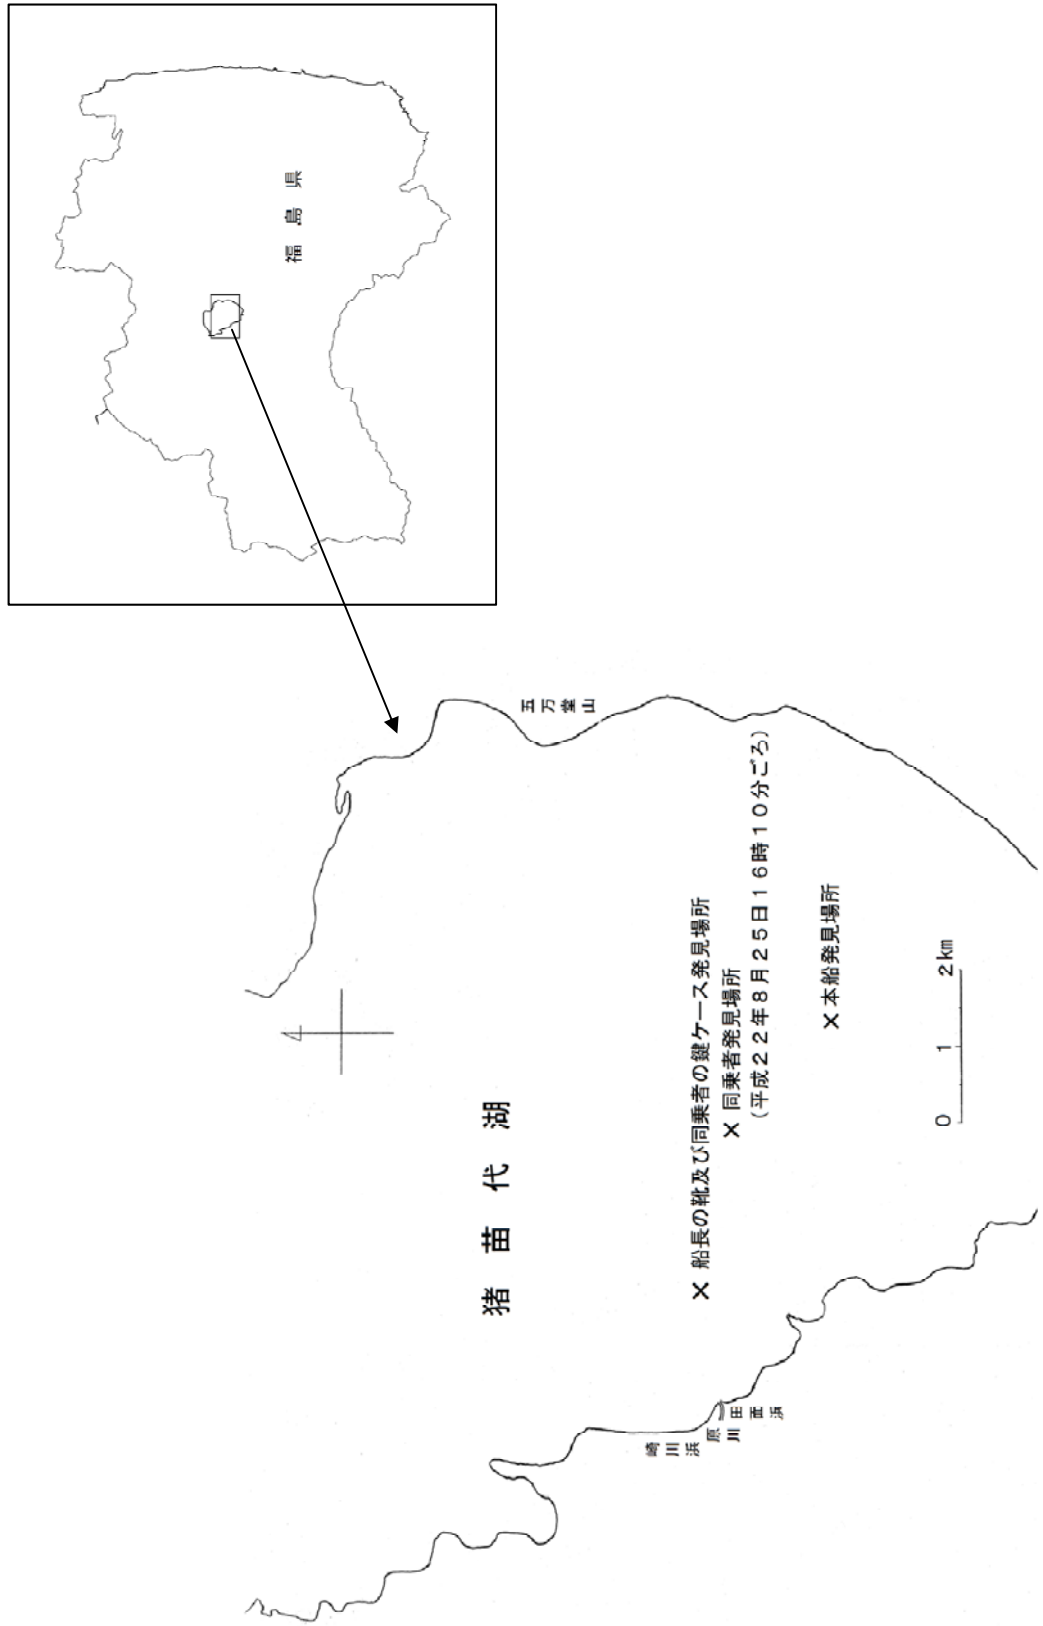 福島県
猪苗代湖
五万堂山
× 船長の靴及び同乗者の鍵ケース発見場所
× 同乗者発見場所
(平成22年8月25日16時10分ごろ)
× 本船発見場所
崎川浜
原川
田面浜
0 1 2km